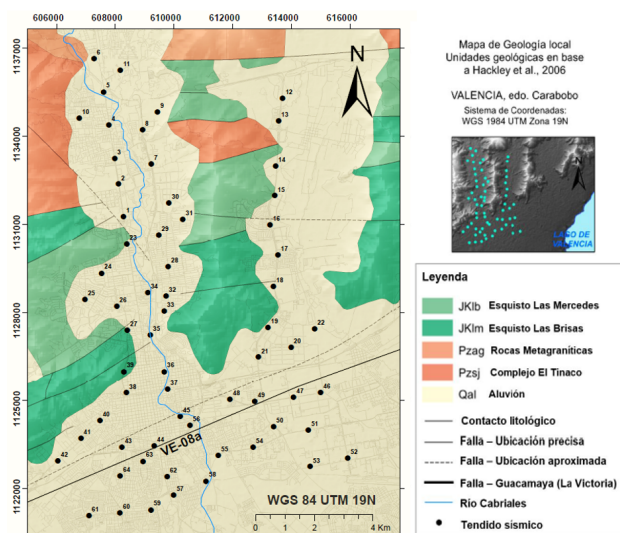 606000 608000 610000 612000 614000 616000
1137000
1134000
1131000
1128000
1125000
1122000
6
11
5
12
9
10
4
8
13
3
7
14
2
15
30
1
31
16
23
29
17
28
24
18
25
34
32
26
33
19
22
27
35
20
21
39
36
38
37
46
47
48
49
45
40
56
50
51
41
43
44
VE-08a
54
42
63
55
52
53
64
62
58
57
61
60
59
N
WGS 84 UTM 19N
0 2 4 Km
Mapa de Geología local
Unidades geológicas en base
a Hackley et al., 2006
VALENCIA, edo. Carabobo
Sistema de Coordenadas:
WGS 1984 UTM Zona 19N
N
LAGO DE
VALENCIA
Leyenda
JKlb Esquisto Las Mercedes
JKlm Esquisto Las Brisas
Pzag Rocas Metagraníticas
Pzsj Complejo El Tinaco
Qal Aluvión
Contacto litológico
Falla – Ubicación precisa
Falla – Ubicación aproximada
Falla – Guacamaya (La Victoria)
Río Cabriales
Tendido sísmico